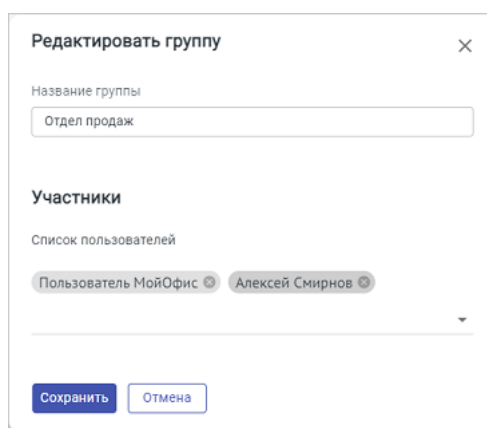 Редактировать группу
Название группы
Отдел продаж
Участники
Список пользователей
Пользователь МойОфис Алексей Смирнов
Сохранить Отмена